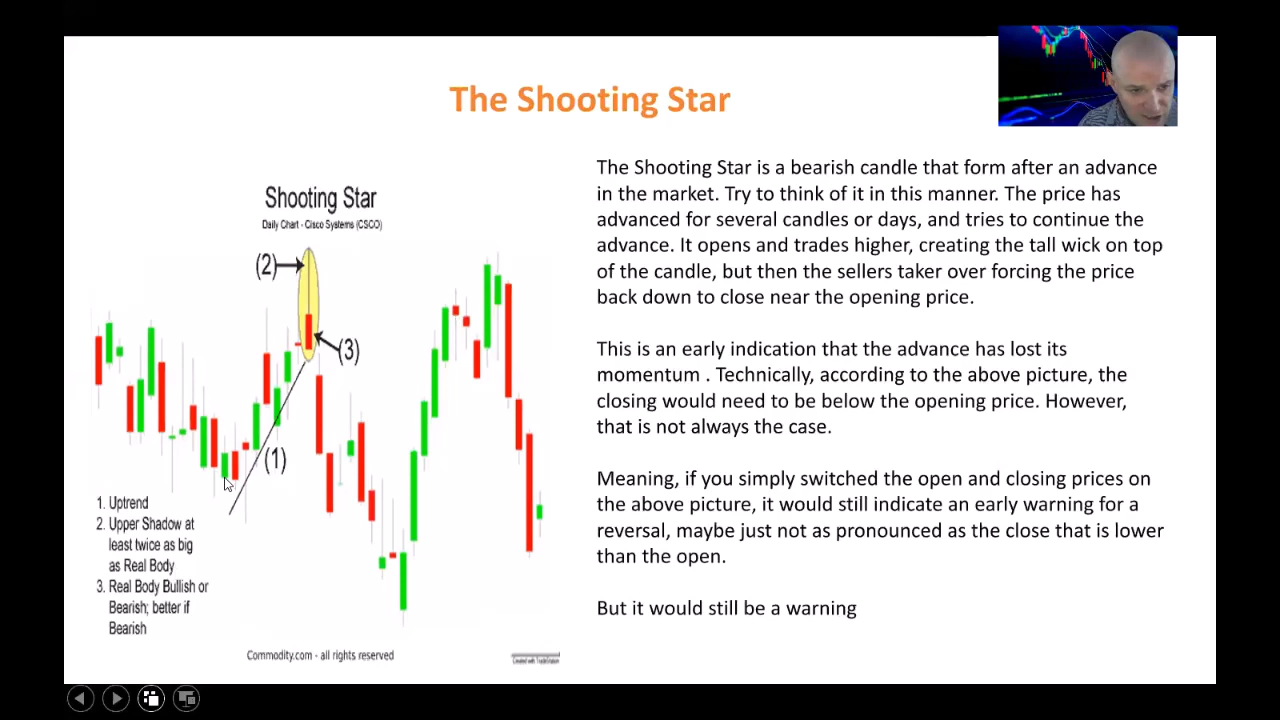 The Shooting Star
Shooting Star
Daily Chart - Cisco Systems (CSCO)
(2)
(3)
(1)
1. Uptrend
2. Upper Shadow at
least twice as big
as Real Body
3. Real Body Bullish or
Bearish; better if
Bearish
Commodity.com - all rights reserved
Created with TradeStation
The Shooting Star is a bearish candle that form after an advance
in the market. Try to think of it in this manner. The price has
advanced for several candles or days, and tries to continue the
advance. It opens and trades higher, creating the tall wick on top
of the candle, but then the sellers taker over forcing the price
back down to close near the opening price.
This is an early indication that the advance has lost its
momentum . Technically, according to the above picture, the
closing would need to be below the opening price. However,
that is not always the case.
Meaning, if you simply switched the open and closing prices on
the above picture, it would still indicate an early warning for a
reversal, maybe just not as pronounced as the close that is lower
than the open.
But it would still be a warning